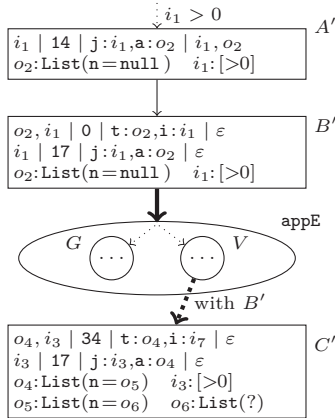 i₁ > 0
A′
i₁ | 14 | j:i₁,a:o₂ | i₁, o₂
o₂:List(n=null) i₁:[>0]
B′
o₂, i₁ | 0 | t:o₂,i:i₁ | ε
i₁ | 17 | j:i₁,a:o₂ | ε
o₂:List(n=null) i₁:[>0]
appE
G V
··· ···
with B′
C′
o₄, i₃ | 34 | t:o₄,i:i₇ | ε
i₃ | 17 | j:i₃,a:o₄ | ε
o₄:List(n=o₅) i₃:[>0]
o₅:List(n=o₆) o₆:List(?)